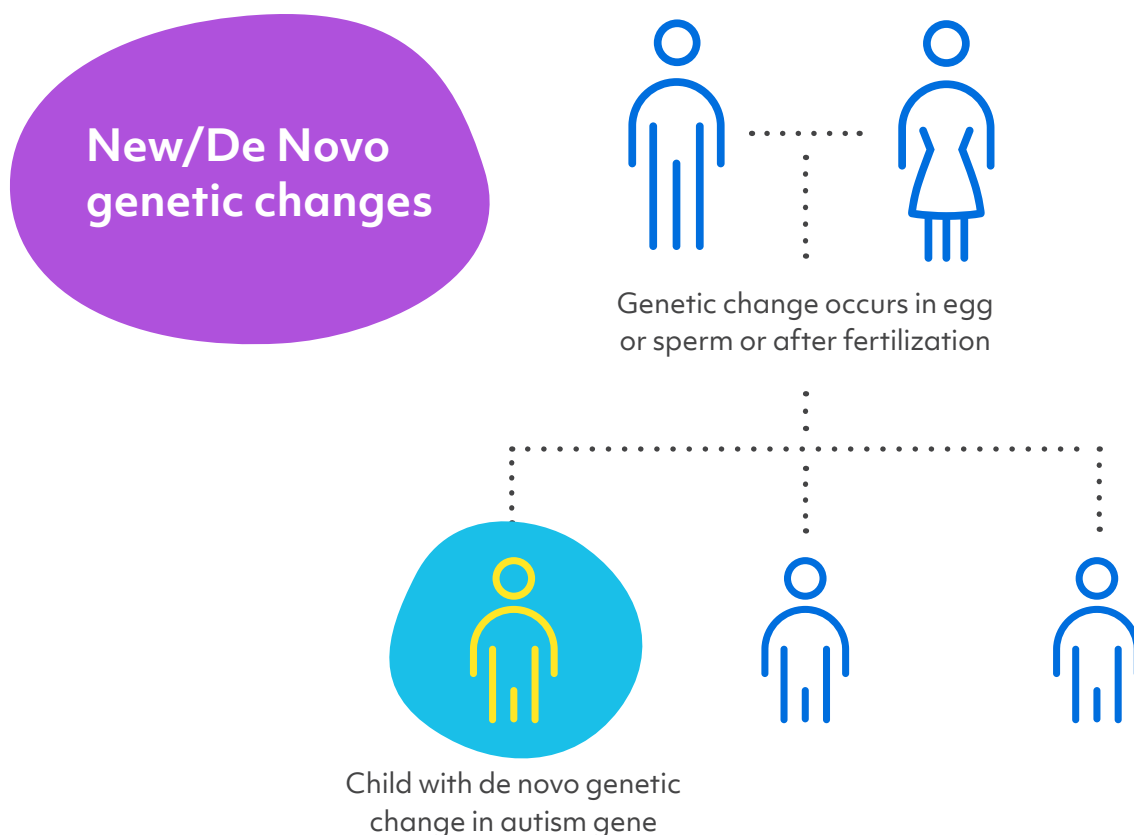 New/De Novo
genetic changes
Genetic change occurs in egg
or sperm or after fertilization
Child with de novo genetic
change in autism gene